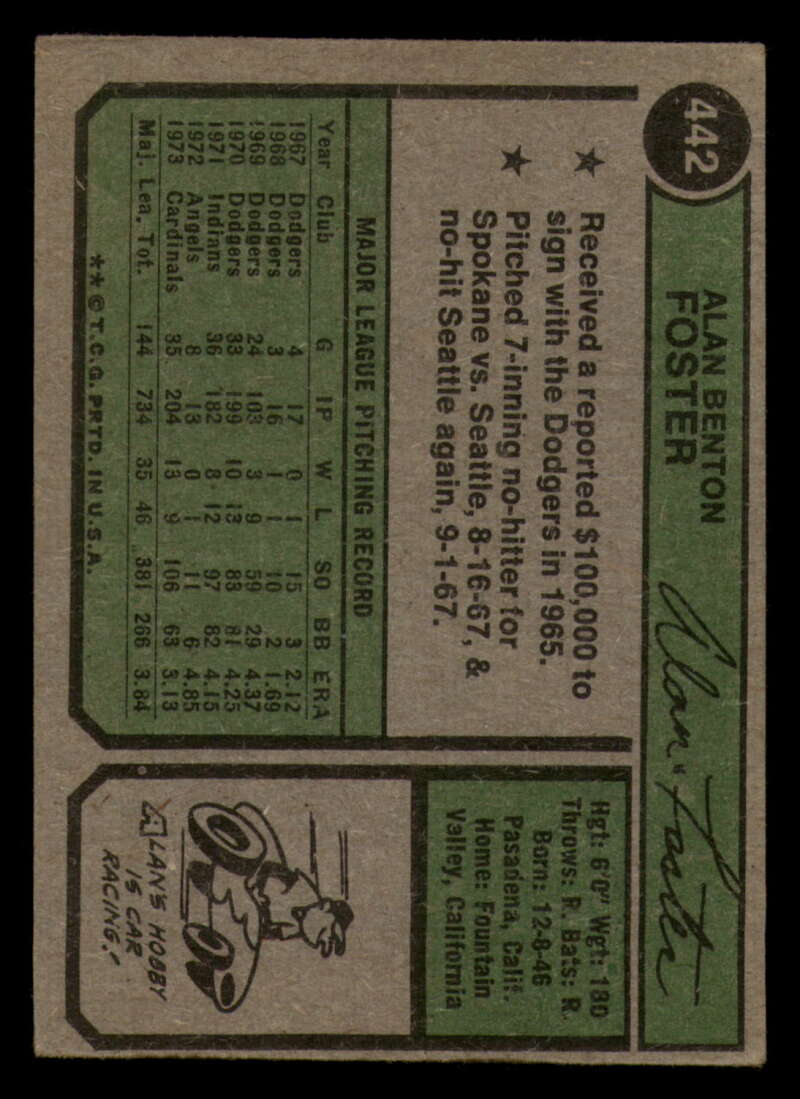 442
ALAN BENTON
FOSTER
Alan Foster
★ Received a reported $100,000 to
sign with the Dodgers in 1965.
★ Pitched 7-inning no-hitter for
Spokane vs. Seattle, 8-16-67, &
no-hit Seattle again, 9-1-67.
MAJOR LEAGUE PITCHING RECORD
Year Club G IP W L SO BB ERA
1967 Dodgers 4 17 0 1 15 3 2.12
1968 Dodgers 3 16 1 1 10 2 1.69
1969 Dodgers 24 103 3 9 59 29 4.37
1970 Dodgers 33 199 10 13 83 81 4.25
1971 Indians 36 182 8 12 97 82 4.15
1972 Angels 8 13 0 1 11 6 4.85
1973 Cardinals 35 204 13 9 106 63 3.13
Maj. Lea. Tot. 144 734 35 46 381 266 3.84
**©T.C.G. PRTD. IN U.S.A.
Hgt: 6'0" Wgt: 180
Throws: R. Bats: R
Born: 12-8-46
Pasadena, Calif.
Home: Fountain
Valley, California
ALAN'S HOBBY
IS CAR
RACING!